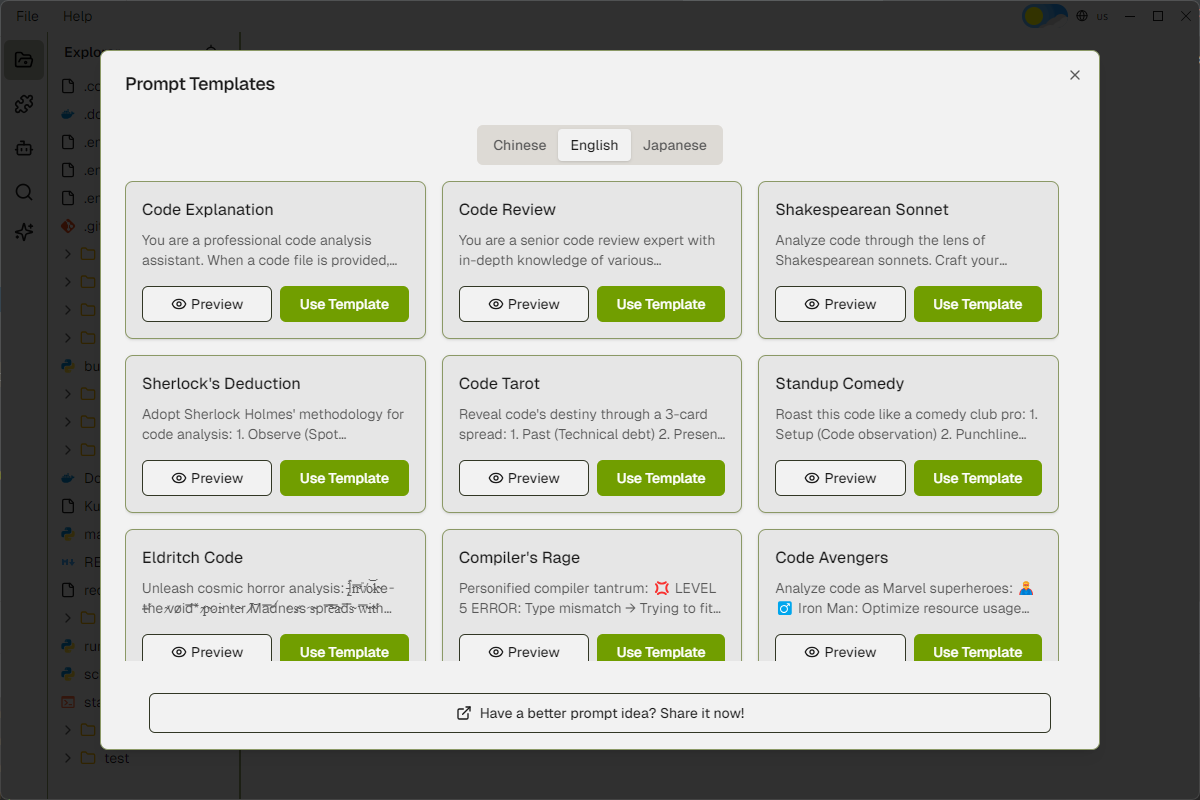 File Help
us
Explo
Prompt Templates
Chinese English Japanese
Code Explanation
You are a professional code analysis
assistant. When a code file is provided,...
Preview Use Template
Code Review
You are a senior code review expert with
in-depth knowledge of various...
Preview Use Template
Shakespearean Sonnet
Analyze code through the lens of
Shakespearean sonnets. Craft your...
Preview Use Template
Sherlock's Deduction
Adopt Sherlock Holmes' methodology for
code analysis: 1. Observe (Spot...
Preview Use Template
Code Tarot
Reveal code's destiny through a 3-card
spread: 1. Past (Technical debt) 2. Presen...
Preview Use Template
Standup Comedy
Roast this code like a comedy club pro: 1.
Setup (Code observation) 2. Punchline...
Preview Use Template
Eldritch Code
Unleash cosmic horror analysis: Invoke
the void* pointer Madness spreads with...
Preview Use Template
Compiler's Rage
Personified compiler tantrum: 💢 LEVEL
5 ERROR: Type mismatch → Trying to fit...
Preview Use Template
Code Avengers
Analyze code as Marvel superheroes: 🦸
♂️ Iron Man: Optimize resource usage...
Preview Use Template
Have a better prompt idea? Share it now!
.co
.do
.en
.en
.en
.gi
bu
Do
Ku
ma
RE
rec
rur
sc
sta
test